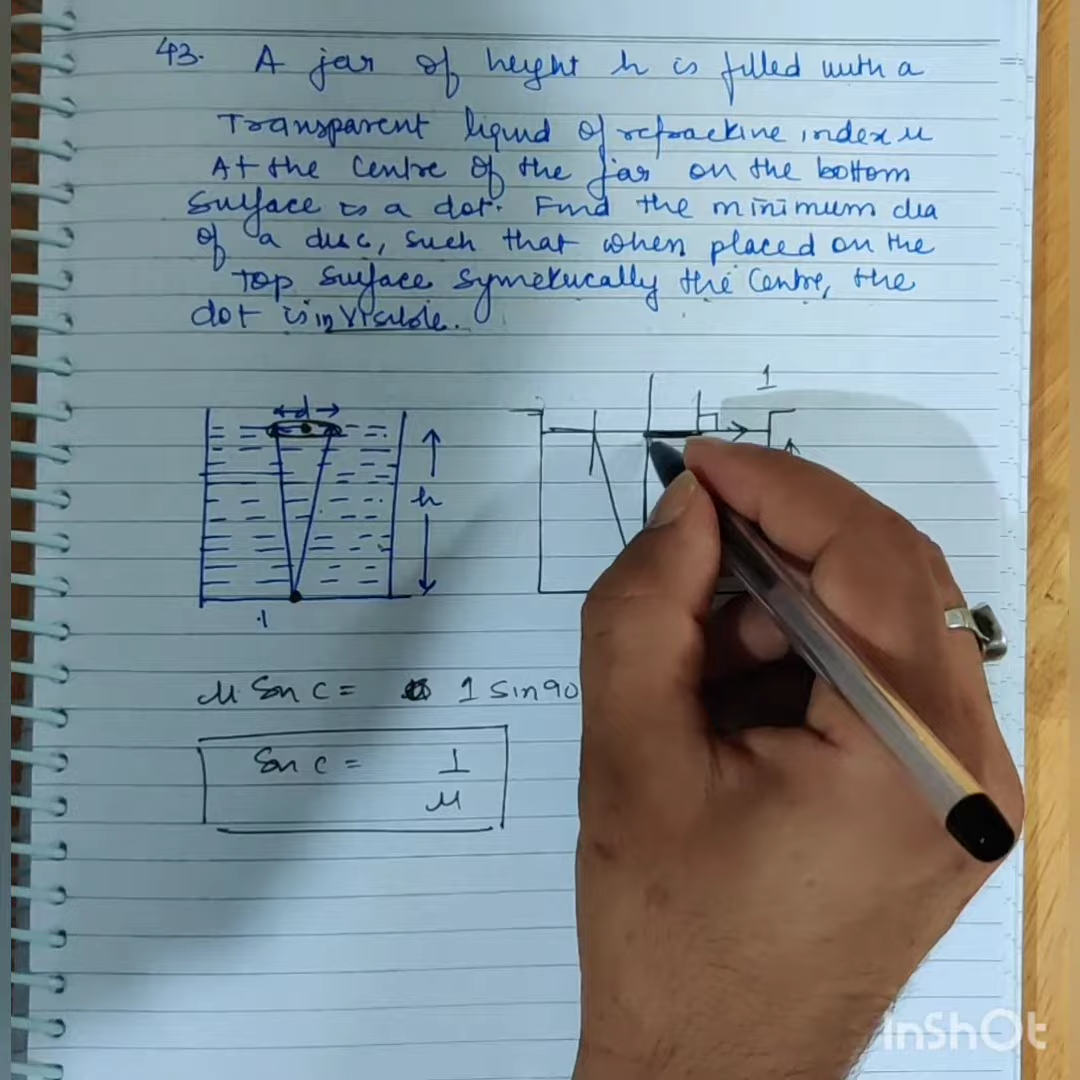 43. A jar of height h is filled with a
Transparent liquid of refractive index μ
At the Centre of the jar on the bottom
Surface is a dot. Find the minimum dia
of a disc, such that when placed on the
Top Surface Symetrically the Centre, the
dot is invisible.
d
1
h
μ Sin C = 1 Sin 90
Sin C = 1
μ
InShOt